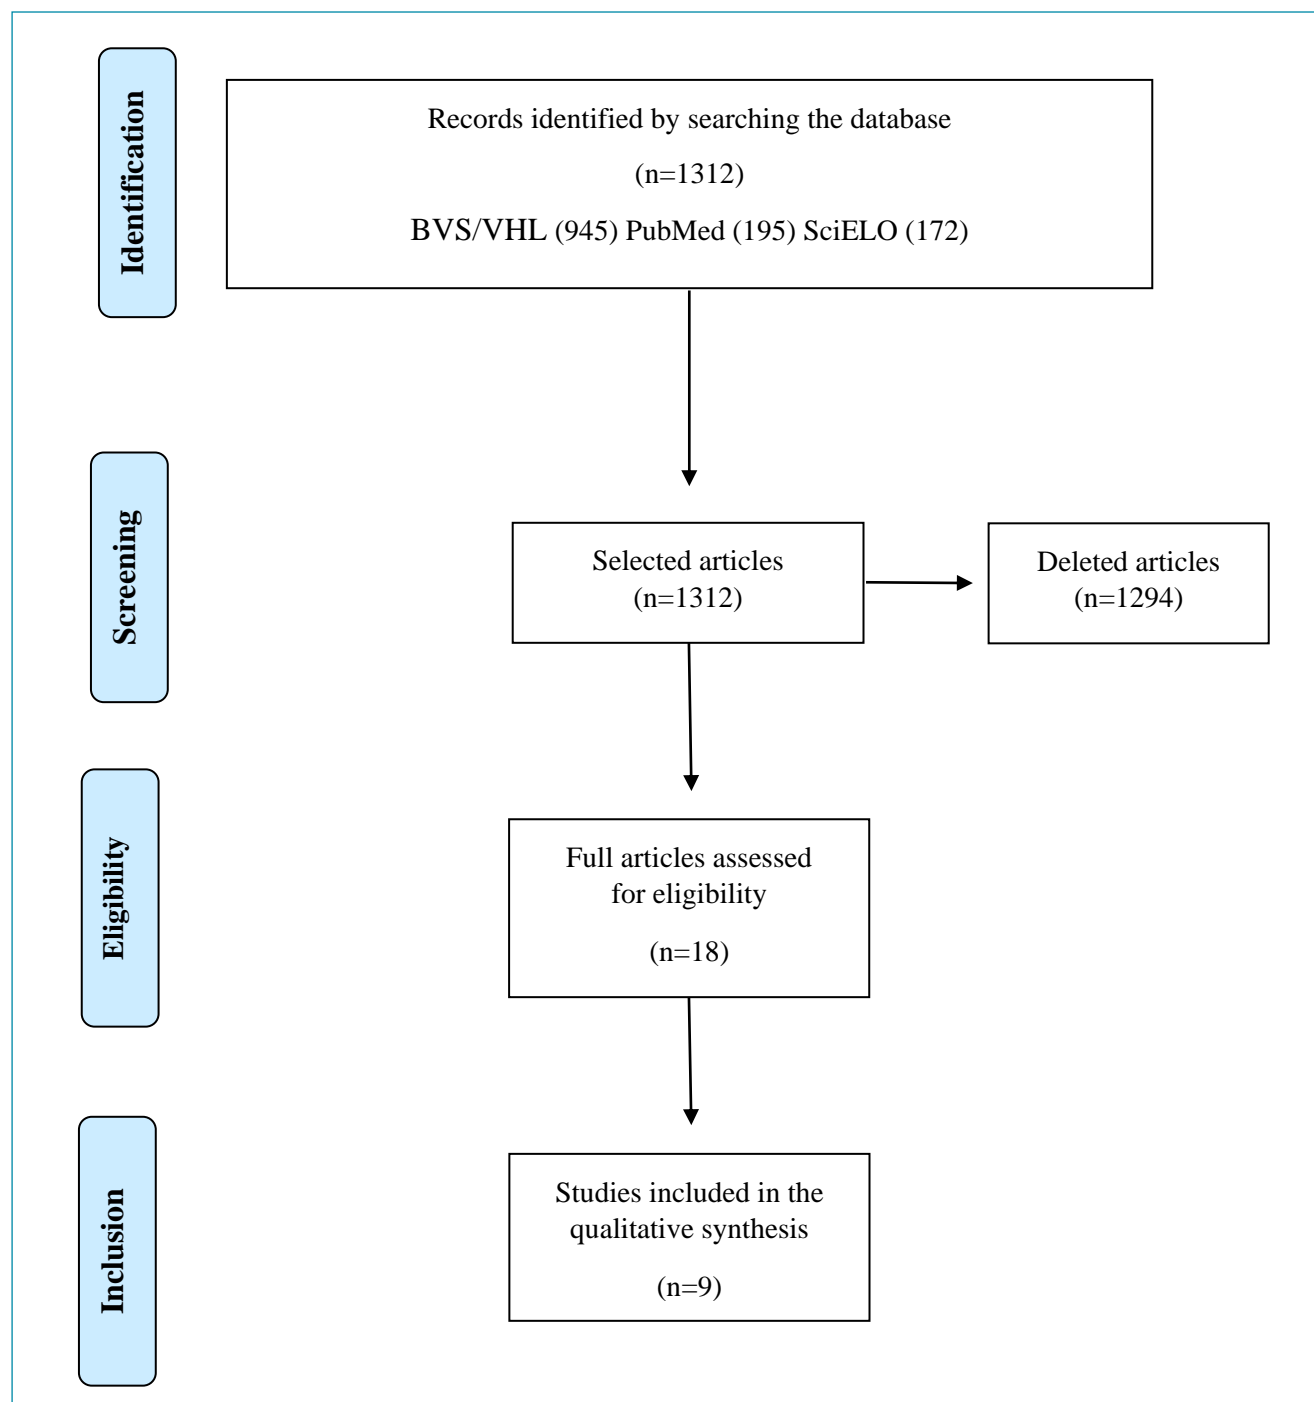 Identification
Records identified by searching the database
(n=1312)
BVS/VHL (945) PubMed (195) SciELO (172)
Screening
Selected articles
(n=1312)
Deleted articles
(n=1294)
Eligibility
Full articles assessed
for eligibility
(n=18)
Inclusion
Studies included in the
qualitative synthesis
(n=9)